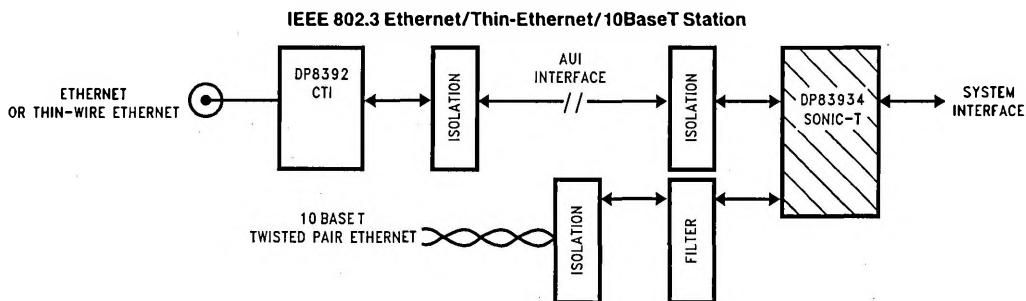 IEEE 802.3 Ethernet/Thin-Ethernet/10BaseT Station
ETHERNET
OR THIN-WIRE ETHERNET
DP8392
CTI
ISOLATION
AUI
INTERFACE
//
ISOLATION
DP83934
SONIC-T
SYSTEM
INTERFACE
10 BASE T
TWISTED PAIR ETHERNET
ISOLATION
FILTER